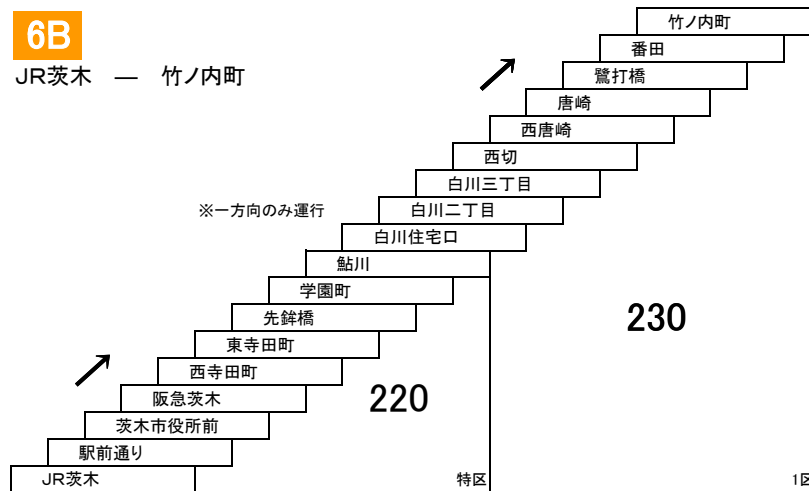 6B
JR茨木 ― 竹ノ内町
竹ノ内町
番田
鷺打橋
唐崎
西唐崎
西切
白川三丁目
※一方向のみ運行
白川二丁目
白川住宅口
鮎川
学園町
先鉾橋
東寺田町
西寺田町
阪急茨木
茨木市役所前
駅前通り
JR茨木
220
230
特区
1区